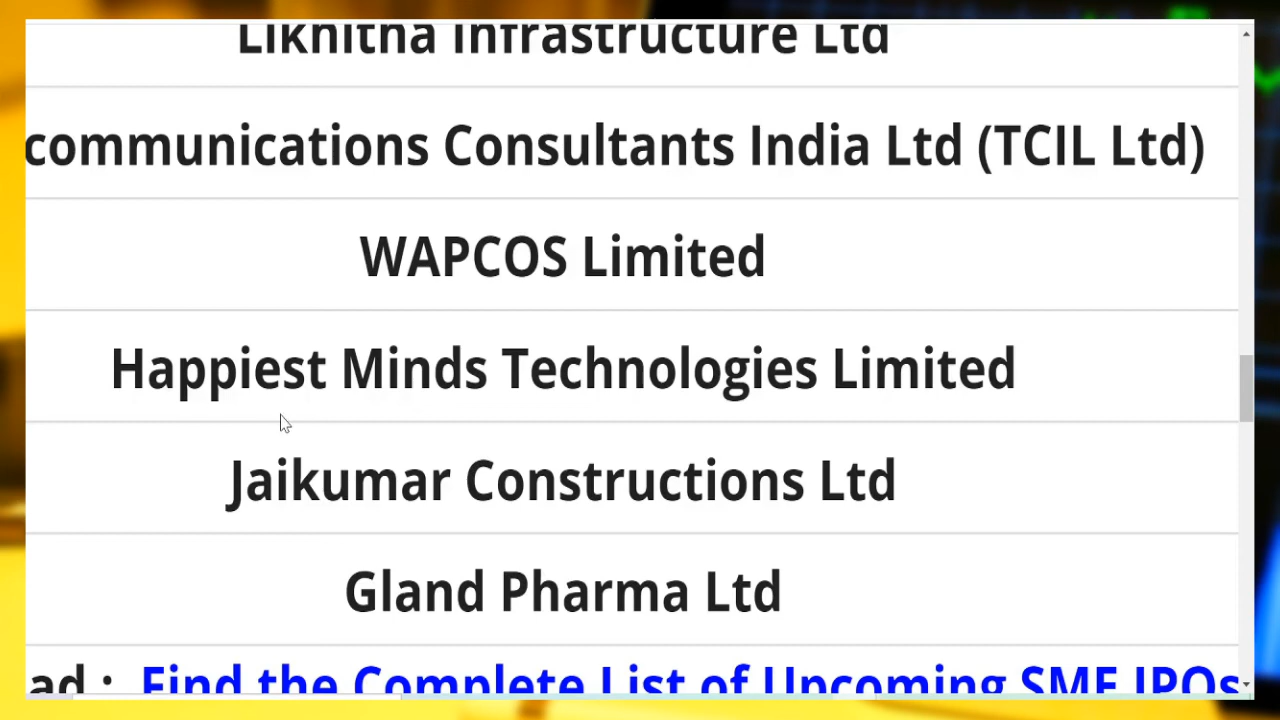 Likhitha Infrastructure Ltd
communications Consultants India Ltd (TCIL Ltd)
WAPCOS Limited
Happiest Minds Technologies Limited
Jaikumar Constructions Ltd
Gland Pharma Ltd
ad : Find the Complete List of Upcoming SME IPOs